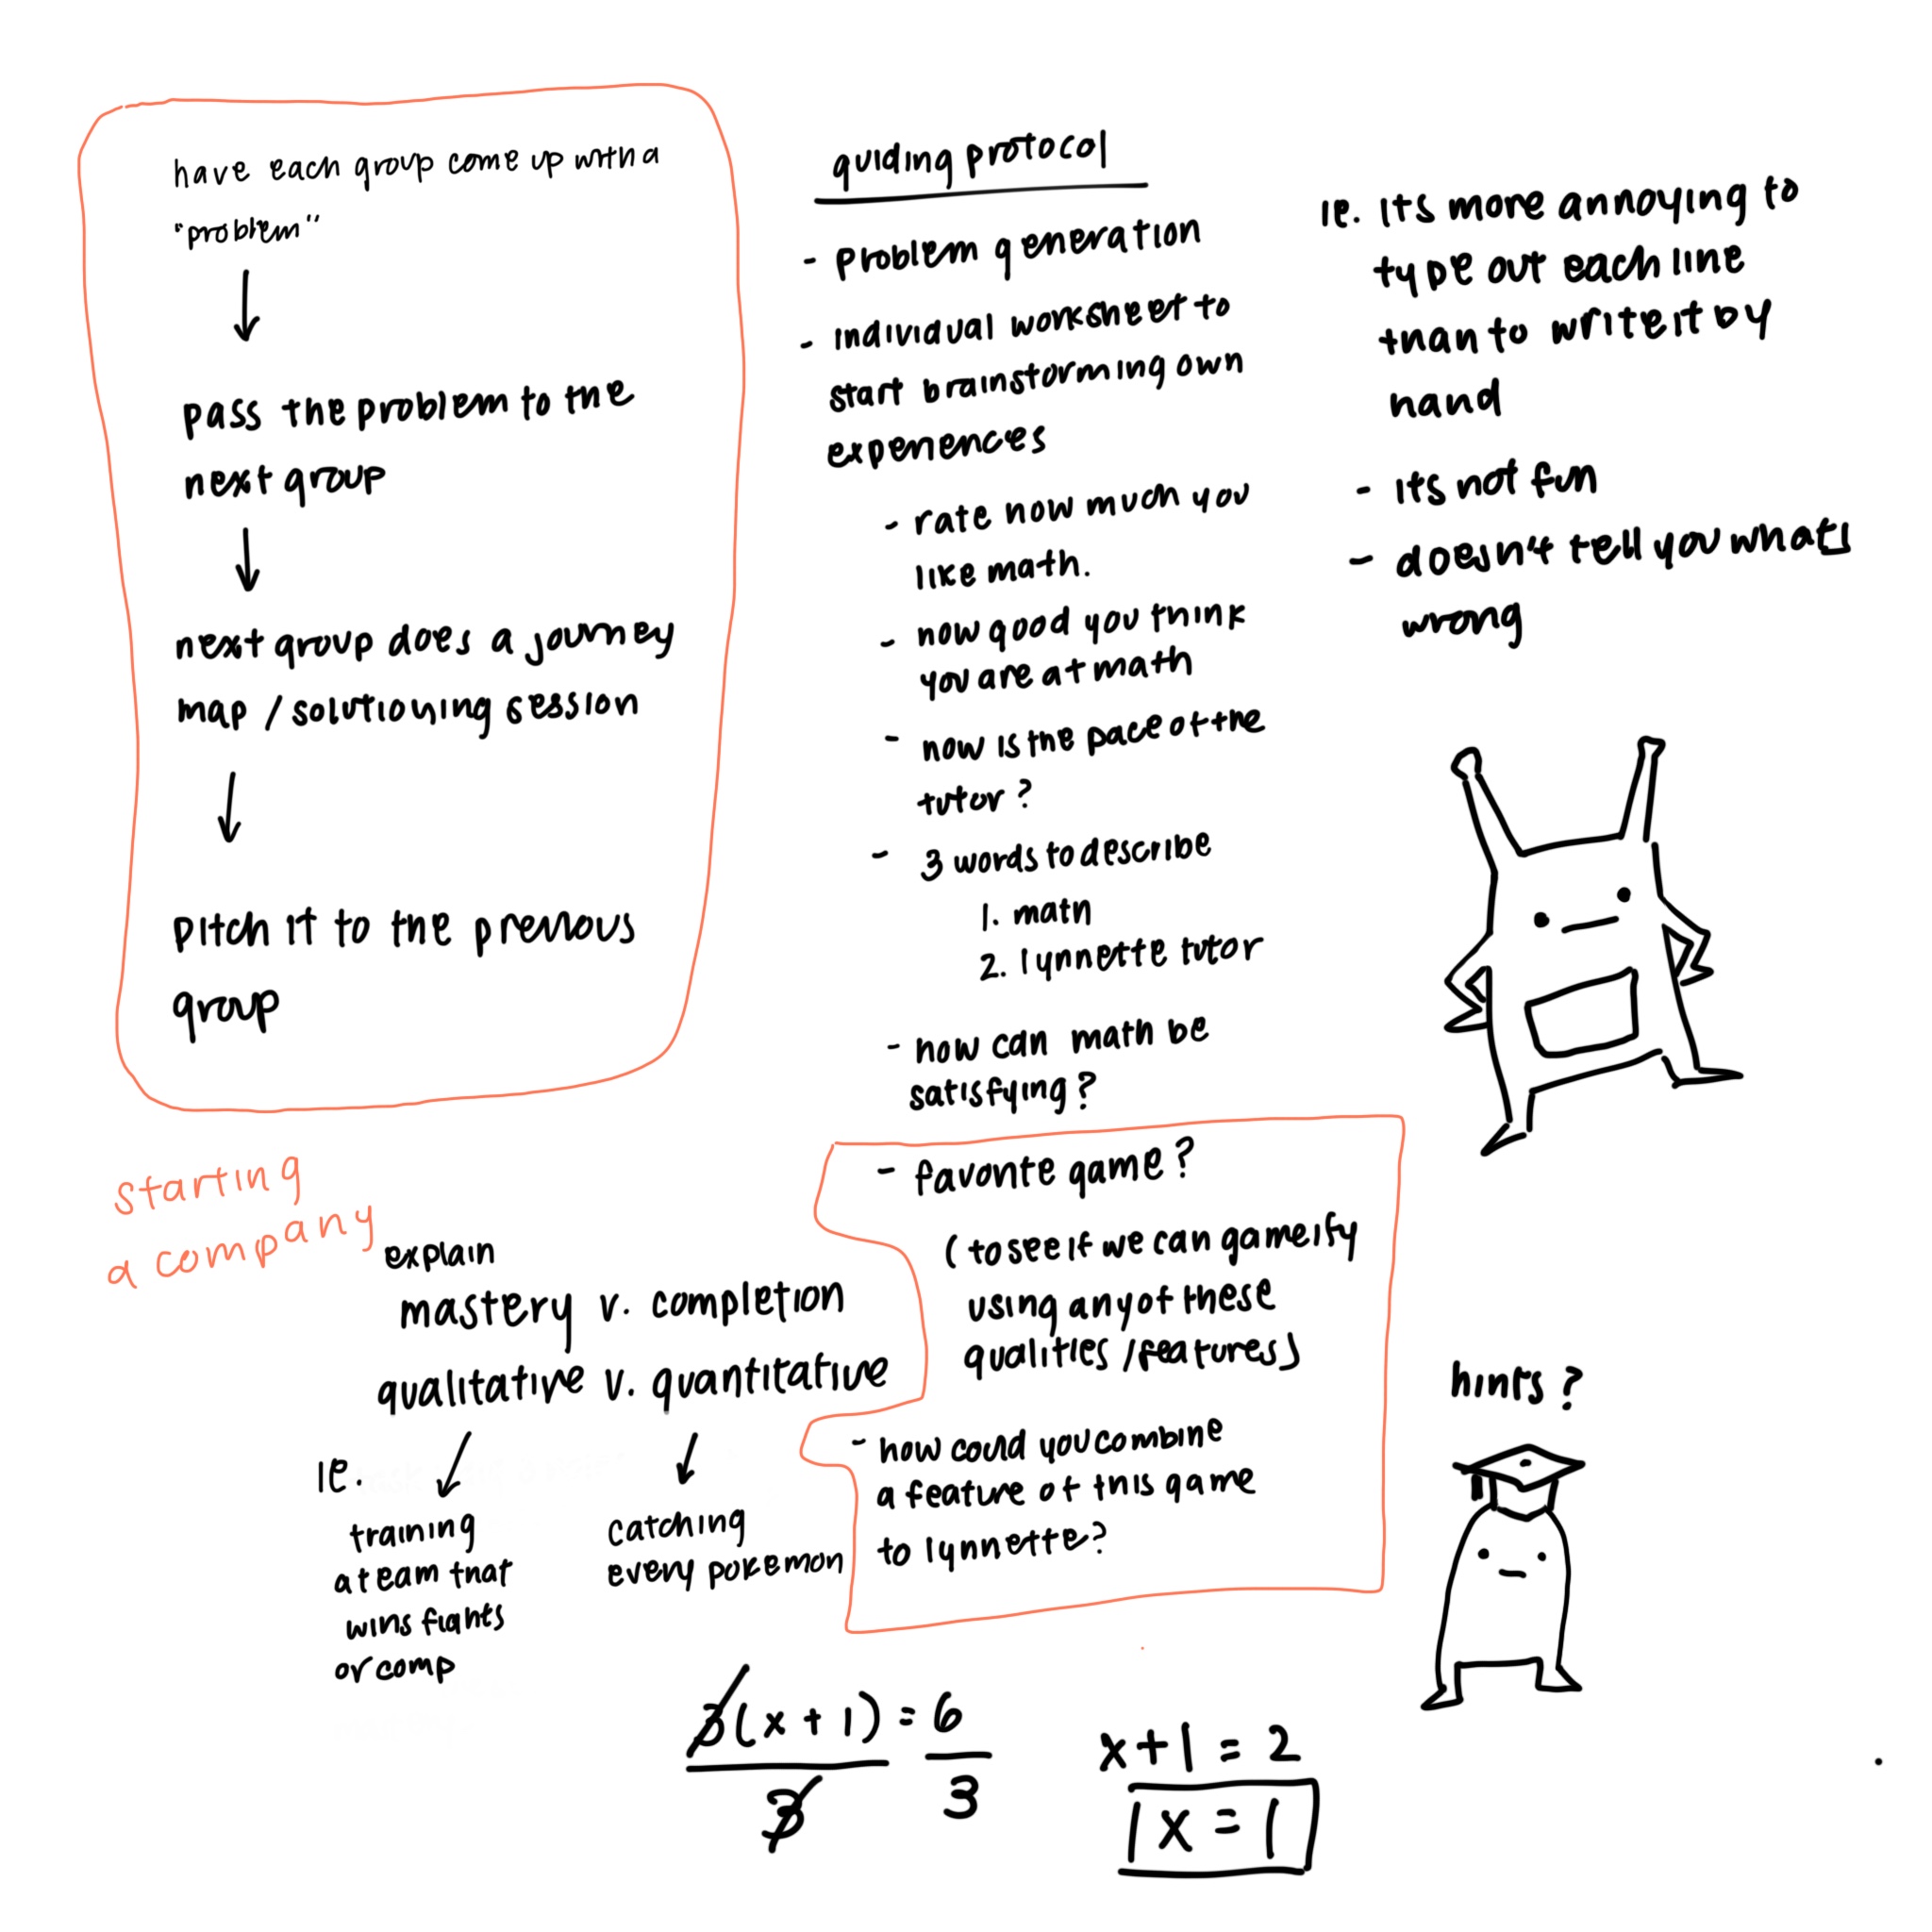 have each group come up with a
"problem"
pass the problem to the
next group
next group does a journey
map / solutioning session
pitch it to the previous
group
starting
a company
guiding protocol
- problem generation
- individual worksheet to
start brainstorming own
experiences
- rate how much you
like math.
- how good you think
you are at math
- how is the pace of the
tutor?
- 3 words to describe
1. math
2. lynnette tutor
- how can math be
satisfying?
- favorite game?
(to see if we can gameify
using any of these
qualities / features)
- how could you combine
a feature of this game
to lynnette?
ie. its more annoying to
type out each line
than to write it by
hand
- its not fun
- doesn't tell you whats
wrong
explain
mastery v. completion
qualitative v. quantitative
ie.
training
a team that
wins fights
or comp
catching
every pokemon
hints?
3(x + 1) = 6
3 3
x + 1 = 2
x = 1